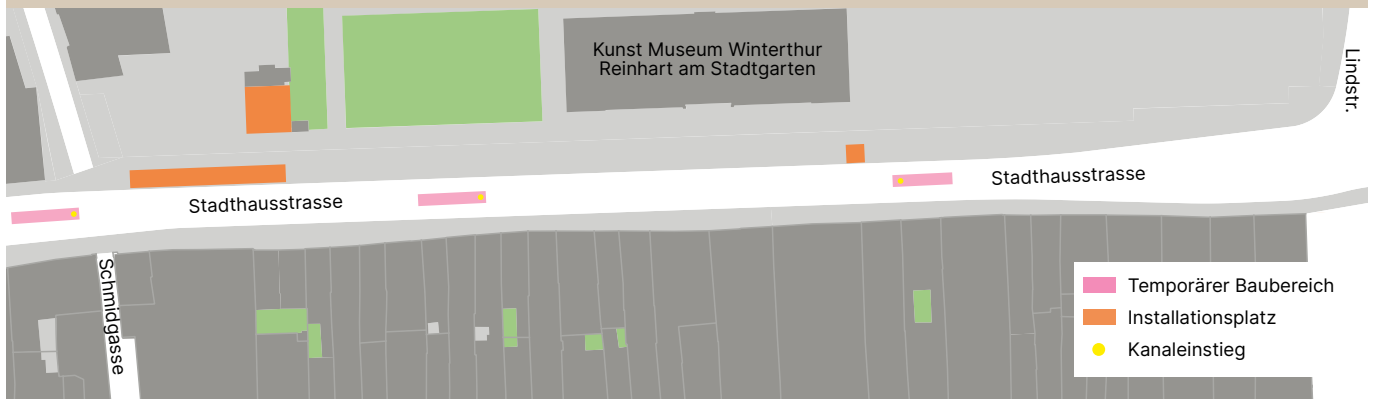 Kunst Museum Winterthur
Reinhart am Stadtgarten
Lindstr.
Stadthausstrasse
Stadthausstrasse
Schmidgasse
Temporärer Baubereich
Installationsplatz
Kanaleinstieg